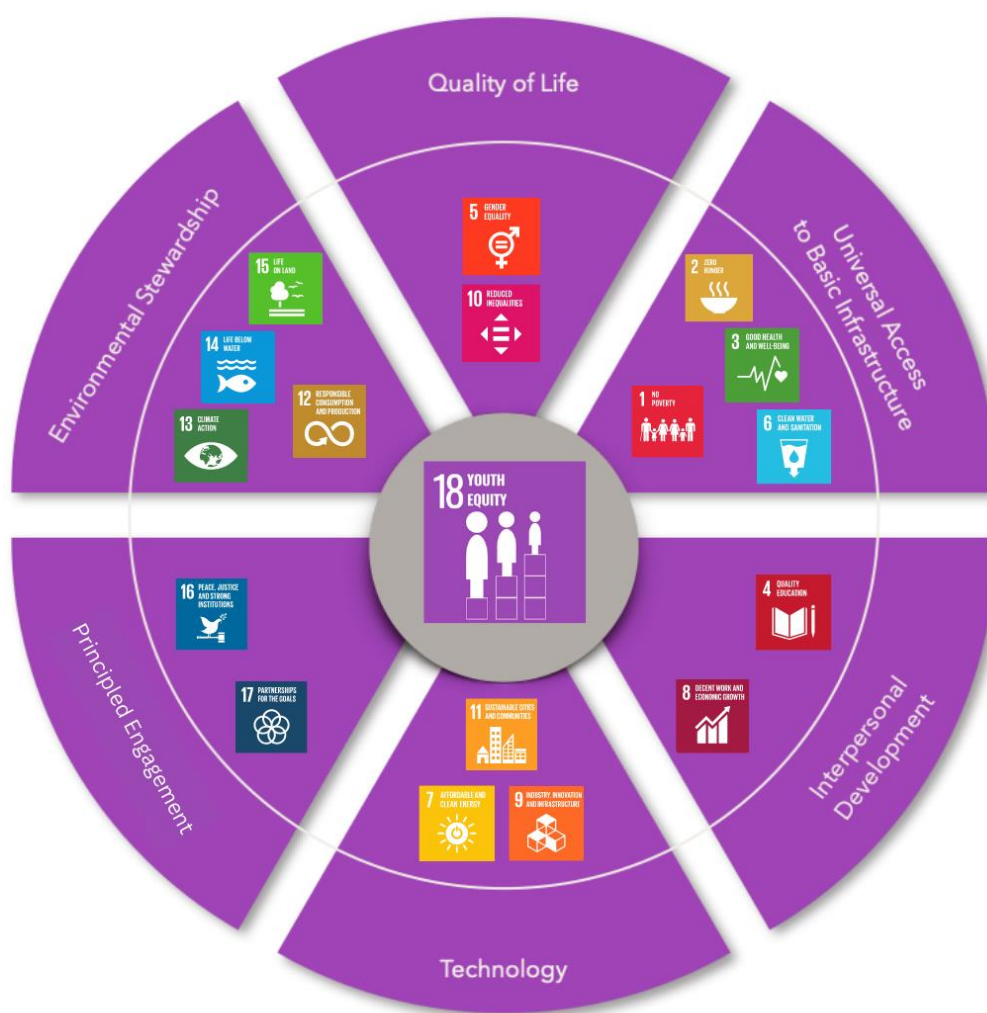 Quality of Life
5 GENDER
EQUALITY
10 REDUCED
INEQUALITIES
Universal Access
to Basic Infrastructure
2 ZERO
HUNGER
3 GOOD HEALTH
AND WELL-BEING
1 NO
POVERTY
6 CLEAN WATER
AND SANITATION
Interpersonal
Development
4 QUALITY
EDUCATION
8 DECENT WORK AND
ECONOMIC GROWTH
Technology
11 SUSTAINABLE CITIES
AND COMMUNITIES
7 AFFORDABLE AND
CLEAN ENERGY
9 INDUSTRY, INNOVATION
AND INFRASTRUCTURE
Principled Engagement
16 PEACE, JUSTICE
AND STRONG
INSTITUTIONS
17 PARTNERSHIPS
FOR THE GOALS
Environmental Stewardship
15 LIFE
ON LAND
14 LIFE BELOW
WATER
12 RESPONSIBLE
CONSUMPTION
AND PRODUCTION
13 CLIMATE
ACTION
18 YOUTH
EQUITY